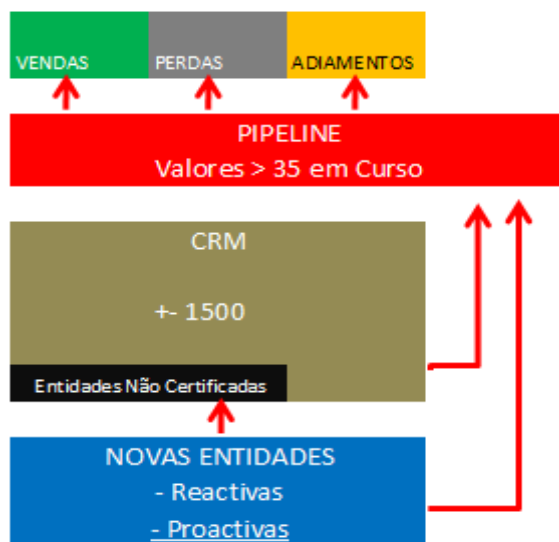 VENDAS PERDAS ADIAMENTOS
PIPELINE
Valores > 35 em Curso
CRM
+- 1500
Entidades Não Certificadas
NOVAS ENTIDADES
- Reactivas
- Proactivas